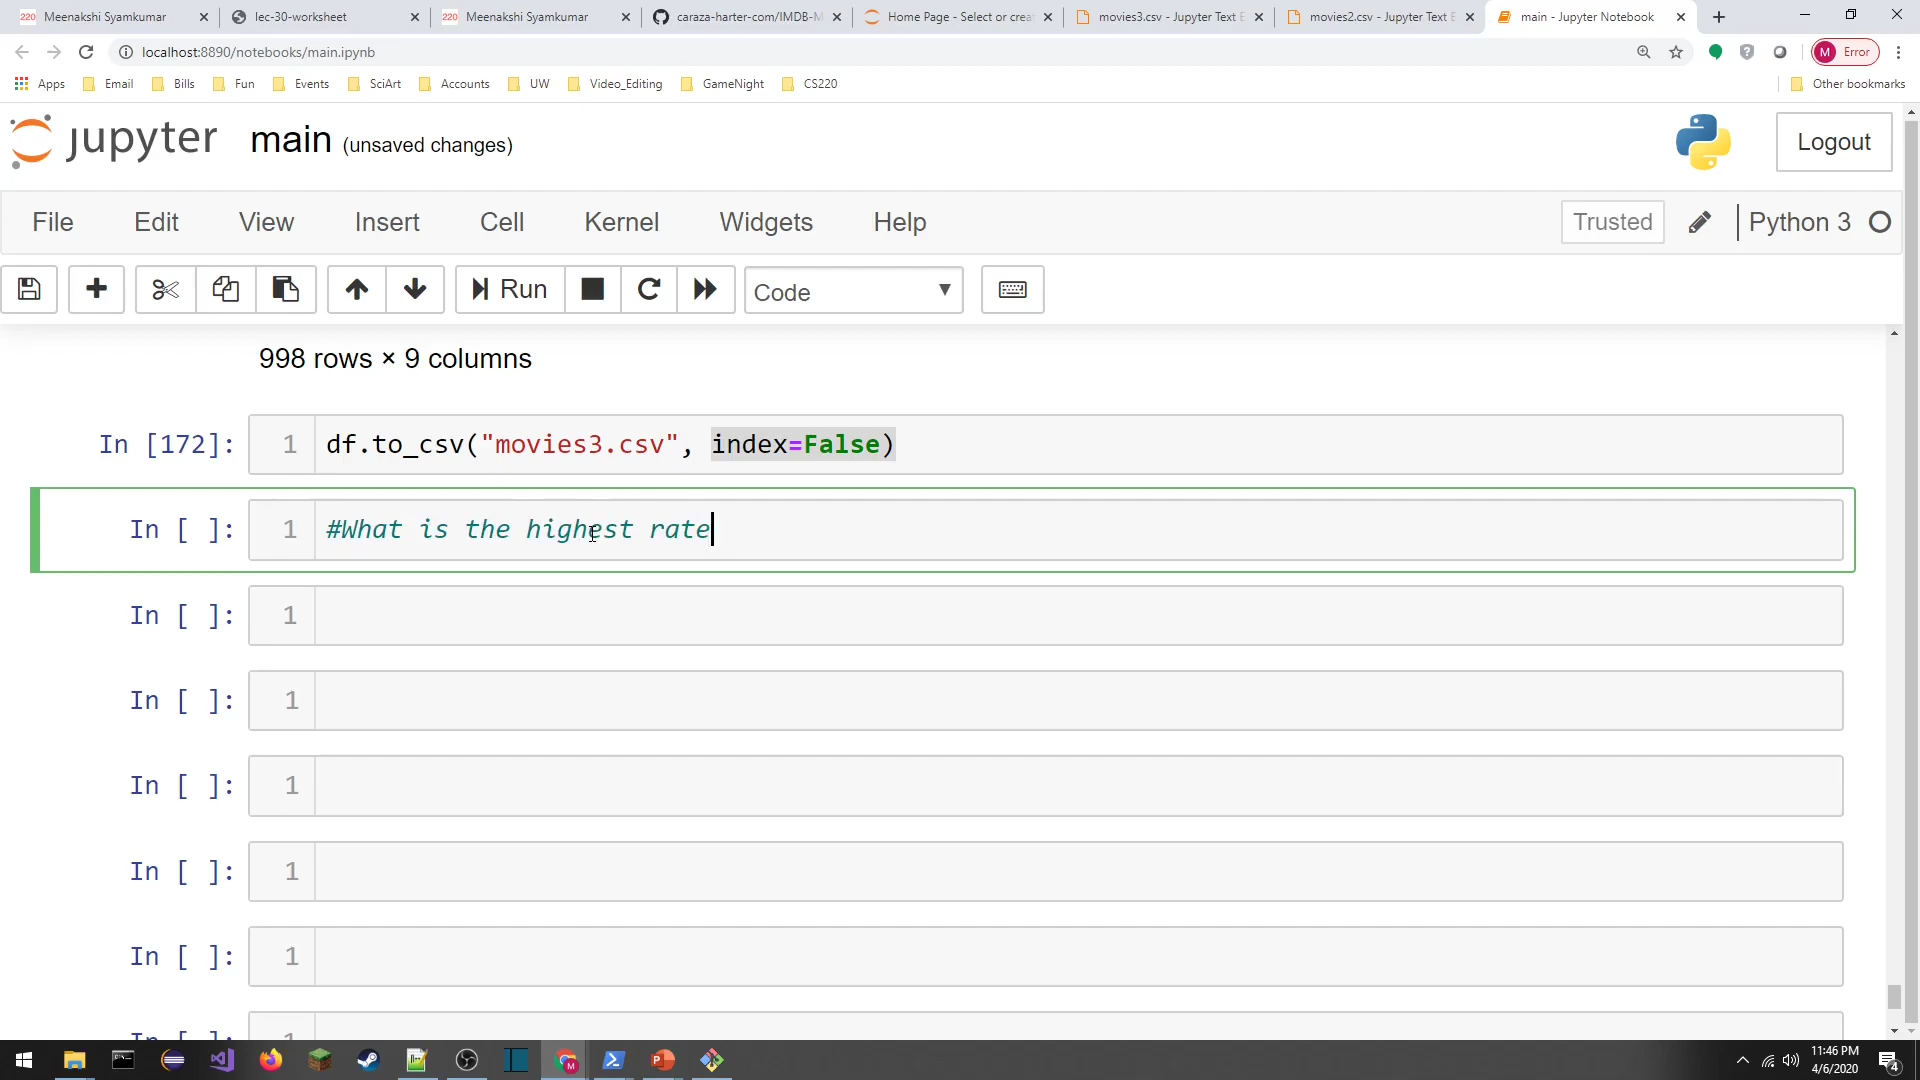 220 Meenakshi Syamkumar
lec-30-worksheet
220 Meenakshi Syamkumar
caraza-harter-com/IMDB-M
Home Page - Select or crea
movies3.csv - Jupyter Text E
movies2.csv - Jupyter Text E
main - Jupyter Notebook
localhost:8890/notebooks/main.ipynb
M Error
Apps Email Bills Fun Events SciArt Accounts UW Video_Editing GameNight CS220 Other bookmarks
jupyter main (unsaved changes) Logout
File Edit View Insert Cell Kernel Widgets Help Trusted Python 3
Run Code
998 rows × 9 columns
In [172]: 1 df.to_csv("movies3.csv", index=False)
In [ ]: 1 #What is the highest rate
In [ ]: 1
In [ ]: 1
In [ ]: 1
In [ ]: 1
In [ ]: 1
In [ ]: 1
11:46 PM
4/6/2020
4